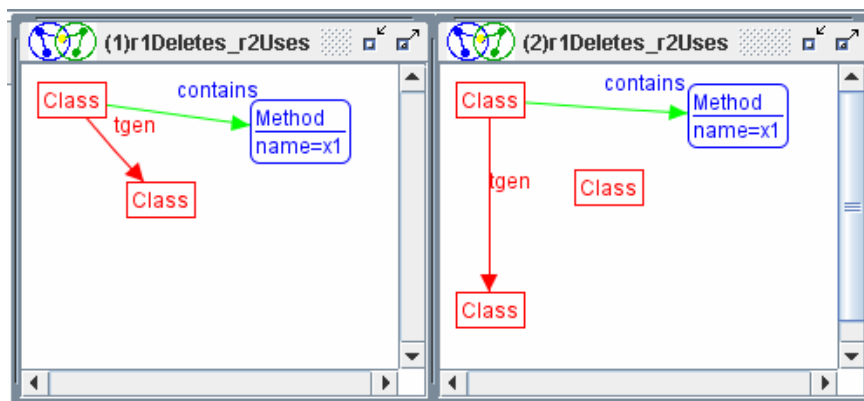 (1)r1Deletes_r2Uses
Class
contains
Method
name=x1
tgen
Class
(2)r1Deletes_r2Uses
Class
contains
Method
name=x1
tgen
Class
Class